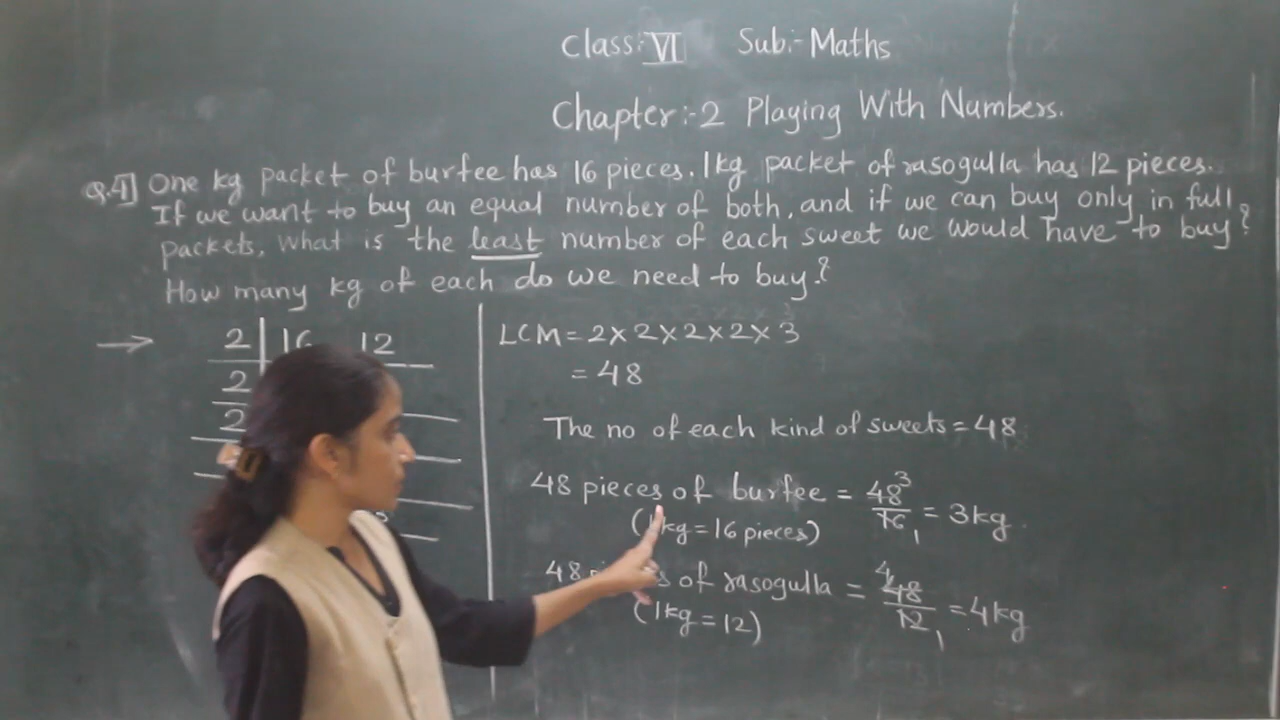 Class:- VI Sub:- Maths
Chapter:-2 Playing With Numbers.
Q.4] One kg packet of burfee has 16 pieces. 1kg packet of rasogulla has 12 pieces.
If we want to buy an equal number of both, and if we can buy only in full
packets, What is the least number of each sweet we would have to buy?
How many kg of each do we need to buy?
→ 2 16 12
2
2
LCM = 2 x 2 x 2 x 2 x 3
= 48
The no of each kind of sweets = 48
48 pieces of burfee = 48/16 3 1 = 3kg.
(1kg = 16 pieces)
48 of rasogulla = 48/12 4 1 = 4kg
(1kg = 12)